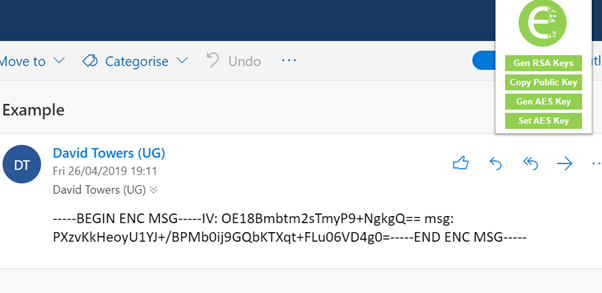 Move to
Categorise
Undo
Gen RSA Keys
Copy Public Key
Gen AES Key
Set AES Key
Example
DT
David Towers (UG)
Fri 26/04/2019 19:11
David Towers (UG)
-----BEGIN ENC MSG-----IV: OE18Bmbtm2sTmyP9+NgkgQ== msg:
PXzvKkHeoyU1YJ+/BPMb0ij9GQbKTXqt+FLu06VD4g0=-----END ENC MSG-----